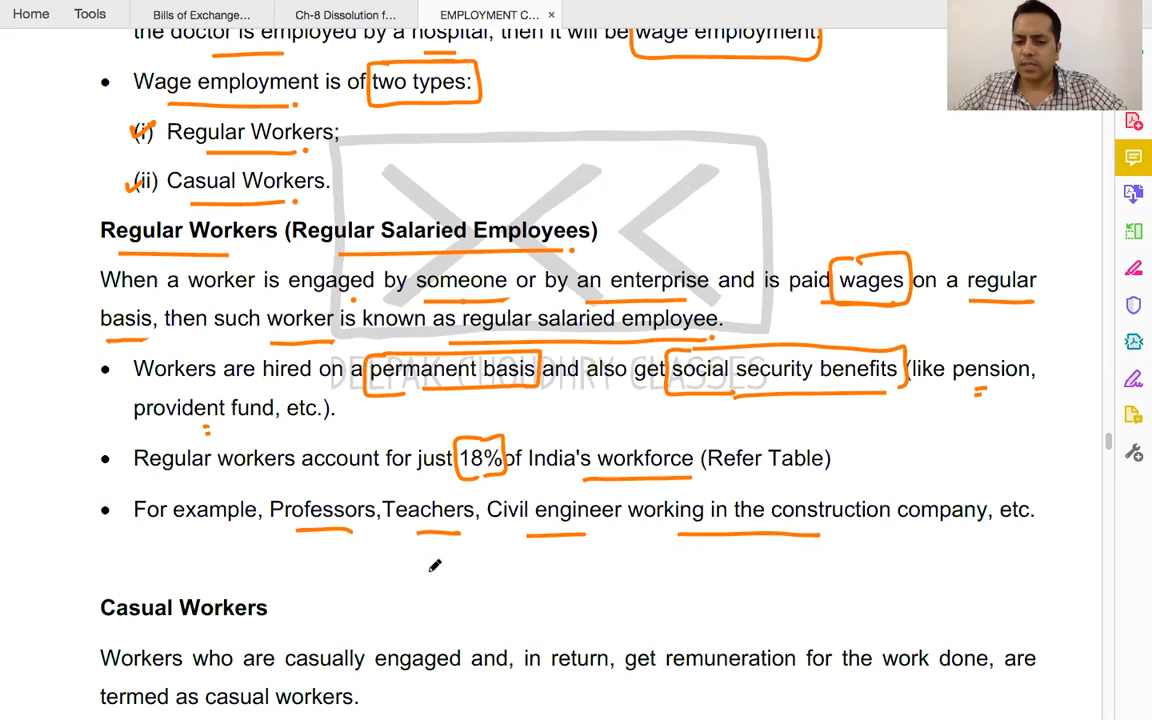 Home Tools Bills of Exchange... Ch-8 Dissolution f... EMPLOYMENT C... ×
the doctor is employed by a hospital, then it will be wage employment.
• Wage employment is of two types:
(i) Regular Workers;
(ii) Casual Workers.
Regular Workers (Regular Salaried Employees)
When a worker is engaged by someone or by an enterprise and is paid wages on a regular
basis, then such worker is known as regular salaried employee.
DEEPAK CHOUDHRY CLASSES
• Workers are hired on a permanent basis and also get social security benefits (like pension,
provident fund, etc.).
• Regular workers account for just 18% of India's workforce (Refer Table)
• For example, Professors,Teachers, Civil engineer working in the construction company, etc.
Casual Workers
Workers who are casually engaged and, in return, get remuneration for the work done, are
termed as casual workers.